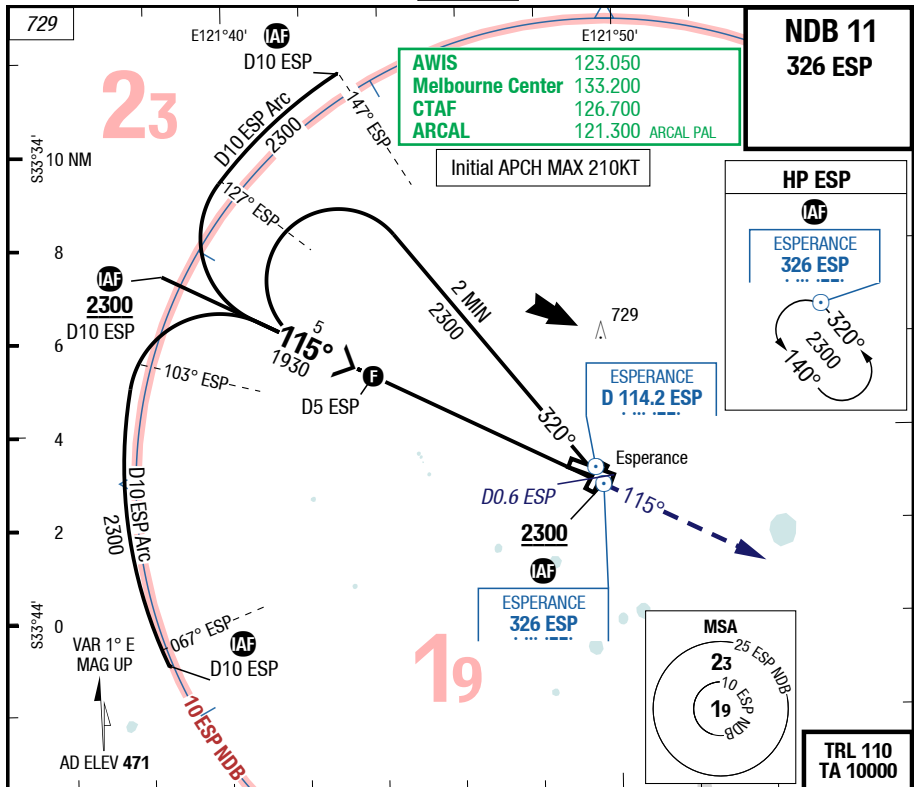 729
E121°40'
E121°50'
NDB 11
326 ESP
IAF
D10 ESP
AWIS 123.050
Melbourne Center 133.200
CTAF 126.700
ARCAL 121.300 ARCAL PAL
Initial APCH MAX 210KT
23
D10 ESP Arc
2300
147° ESP
127° ESP
S33°34'
10 NM
8
6
4
2
0
S33°44'
HP ESP
IAF
ESPERANCE
326 ESP
320°
2300
140°
IAF
2300
D10 ESP
2 MIN
2300
320°
729
5
115°
1930
F
D5 ESP
103° ESP
ESPERANCE
D 114.2 ESP
Esperance
D0.6 ESP
115°
2300
IAF
ESPERANCE
326 ESP
D10 ESP Arc
2300
067° ESP
IAF
D10 ESP
10 ESP NDB
19
VAR 1° E
MAG UP
AD ELEV 471
MSA
25 ESP NDB
23
10 ESP NDB
19
TRL 110
TA 10000